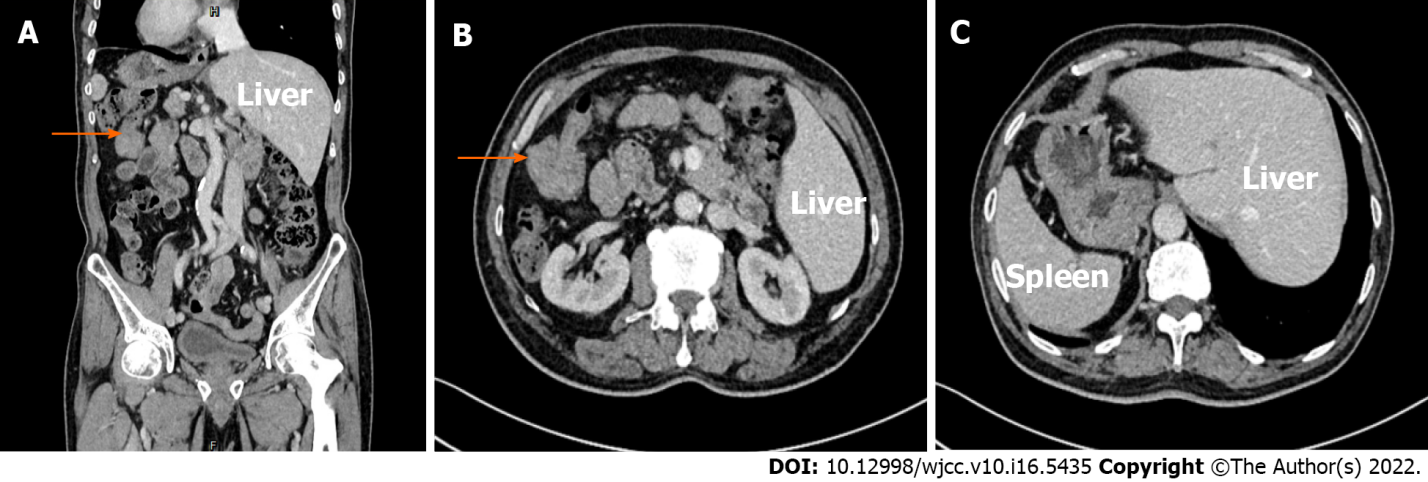 A
H
Liver
F
B
Liver
C
Liver
Spleen
DOI: 10.12998/wjcc.v10.i16.5435 Copyright ©The Author(s) 2022.